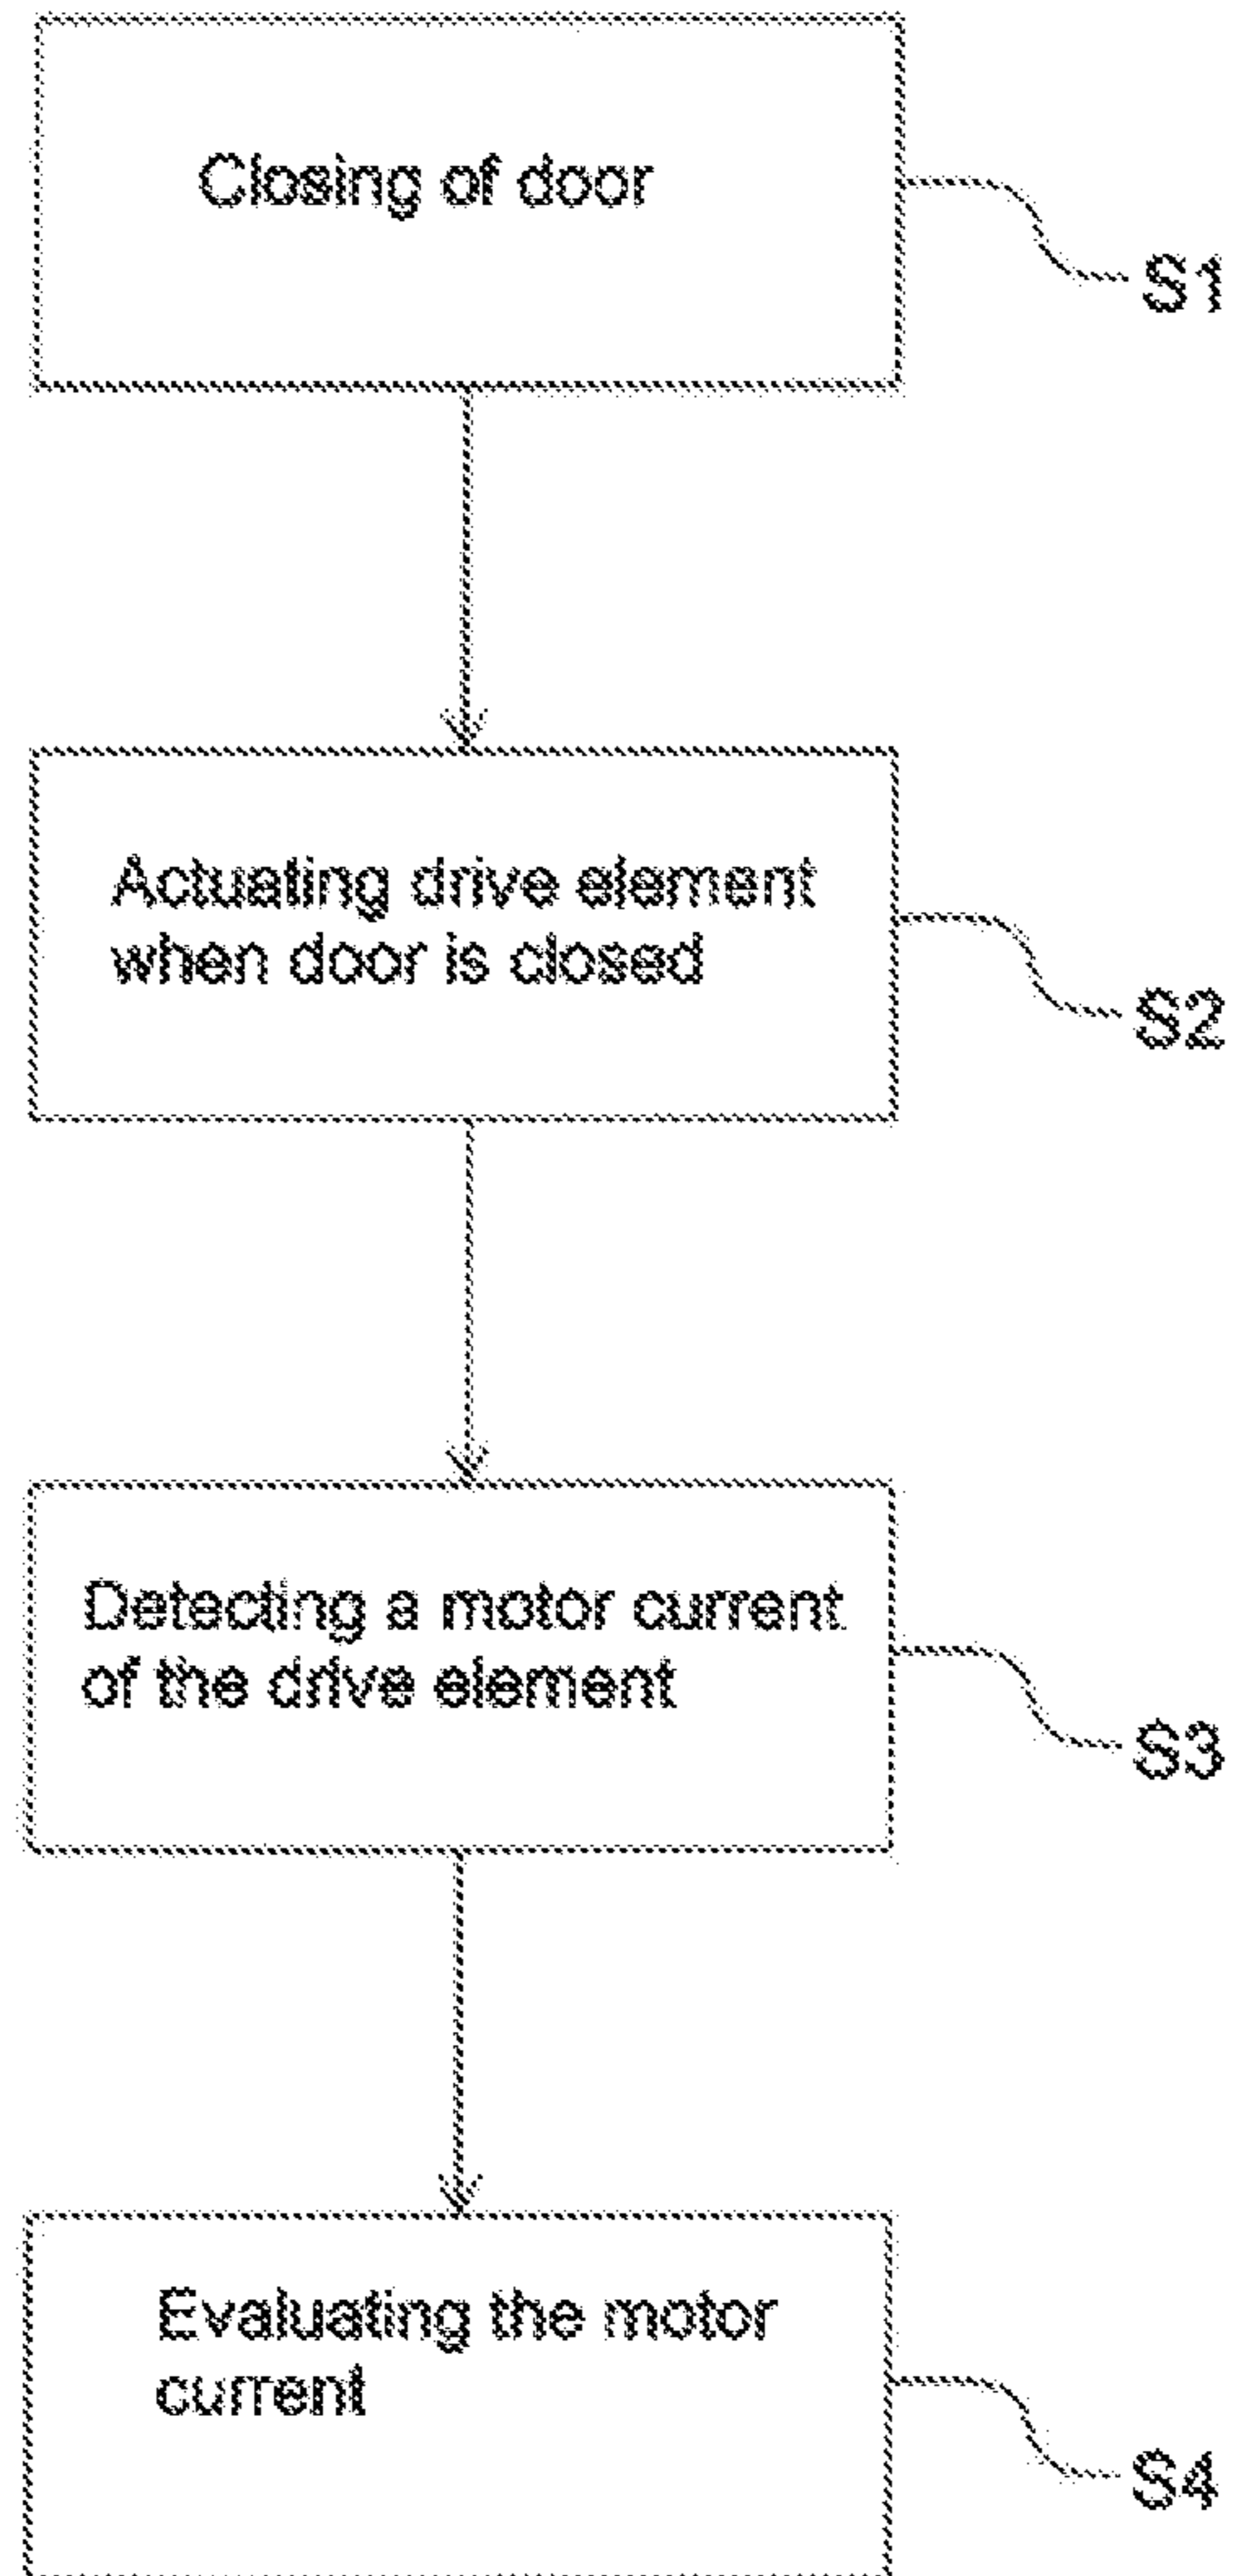 Closing of door
S1
Actuating drive element
when door is closed
S2
Detecting a motor current
of the drive element
S3
Evaluating the motor
current
S4